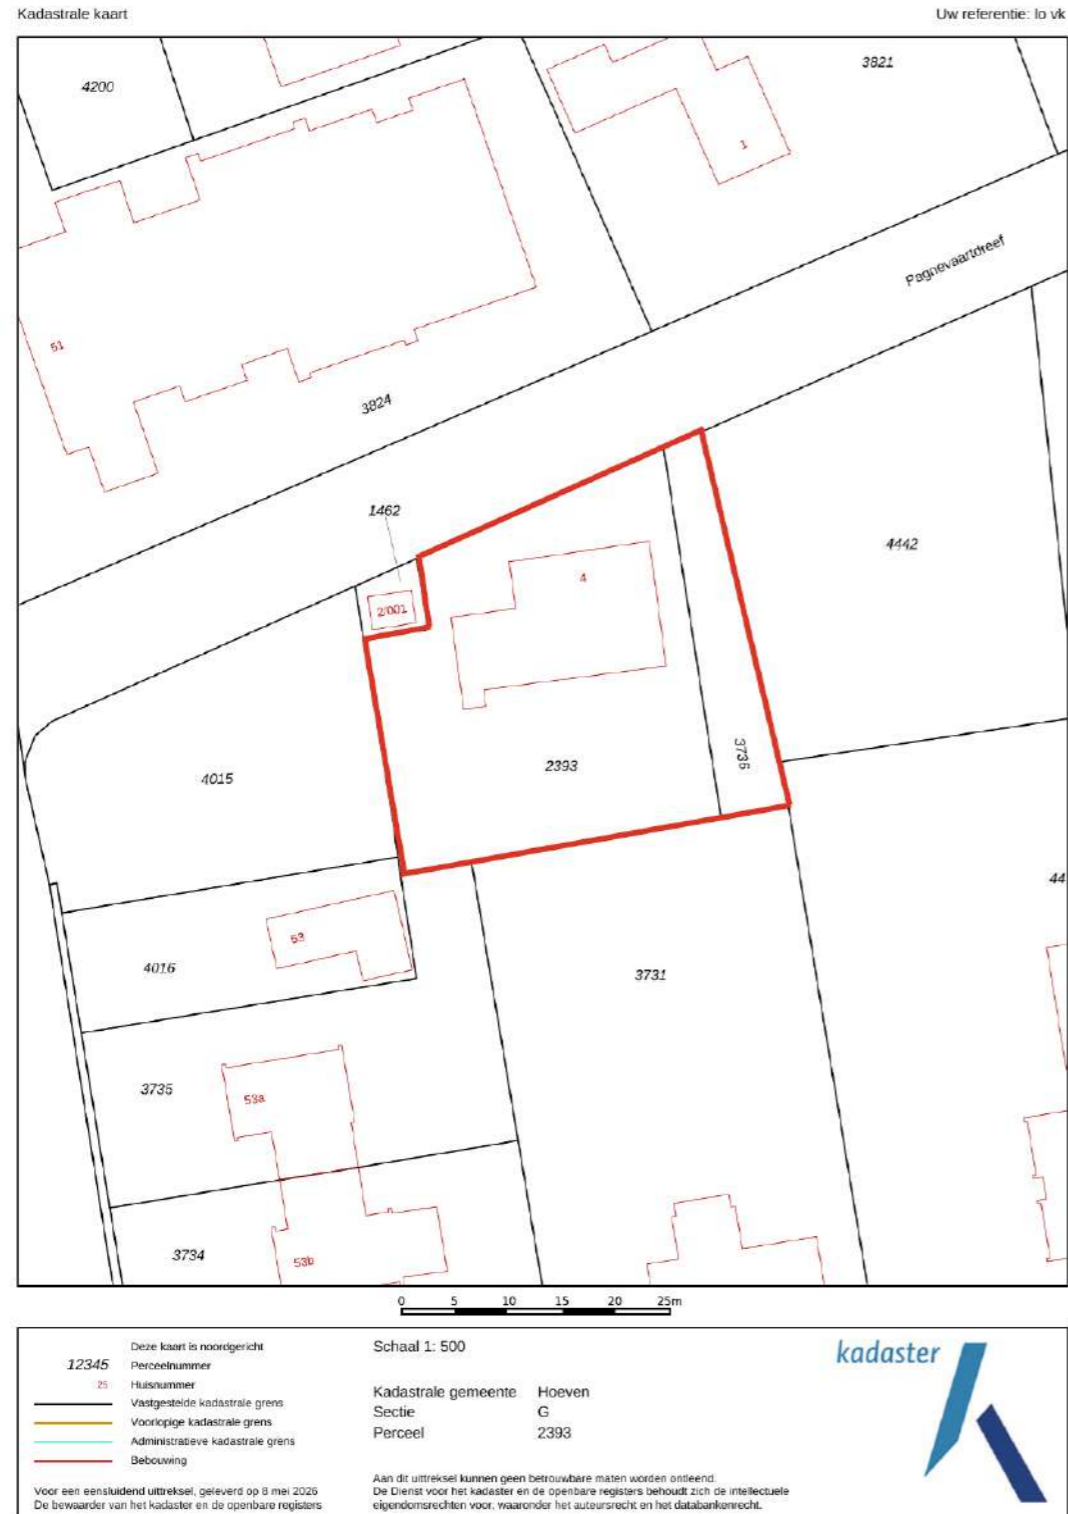 Kadastrale kaart
Uw referentie: lo vk
4200
3821
1
Pagnevaartdreef
51
3824
1462
4442
4
2/001
3736
2393
4015
44
53
4016
3731
3735
53a
3734
53b
0 5 10 15 20 25m
Deze kaart is noordgericht
12345 Perceelnummer
25 Huisnummer
Vastgestelde kadastrale grens
Voorlopige kadastrale grens
Administratieve kadastrale grens
Bebouwing
Voor een eensluidend uittreksel, geleverd op 8 mei 2026
De bewaarder van het kadaster en de openbare registers
Schaal 1: 500
Kadastrale gemeente Hoeven
Sectie G
Perceel 2393
Aan dit uittreksel kunnen geen betrouwbare maten worden ontleend.
De Dienst voor het kadaster en de openbare registers behoudt zich de intellectuele
eigendomsrechten voor, waaronder het auteursrecht en het databankenrecht.
kadaster